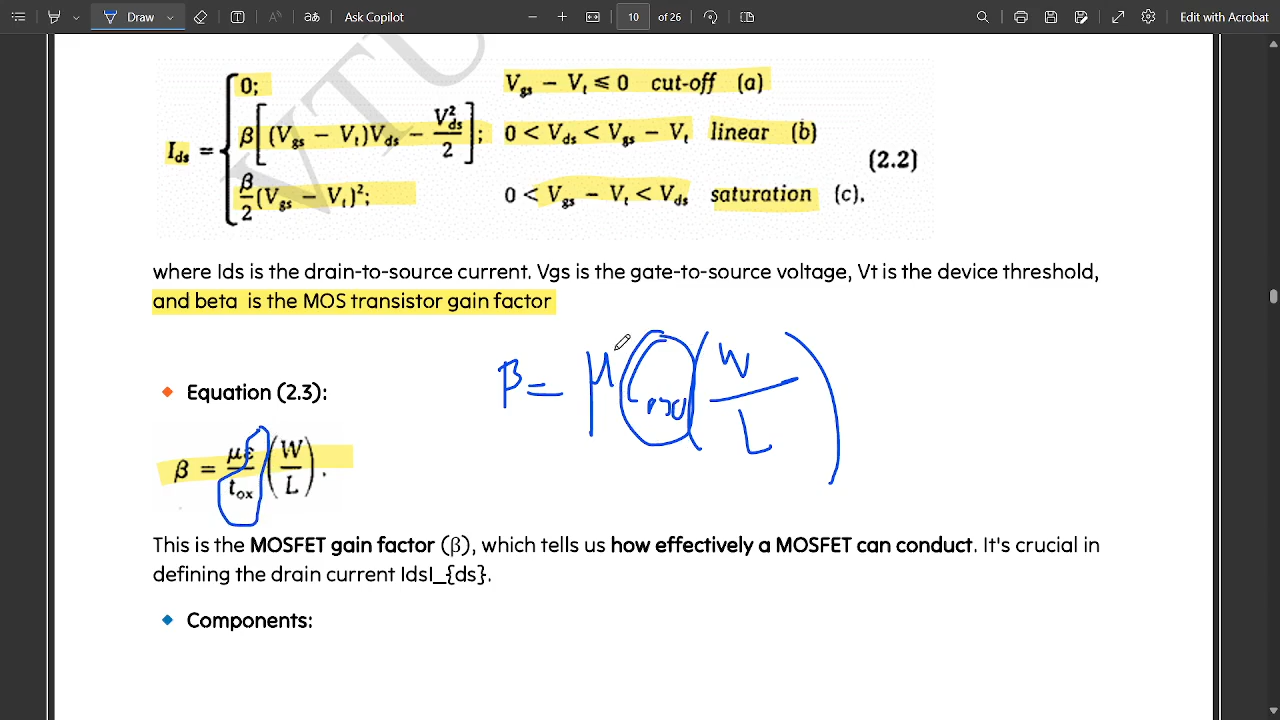 Draw
Ask Copilot
10 of 26
Edit with Acrobat
VTU
0; Vgs − Vt ⩽ 0 cut-off (a)
Ids = β[(Vgs − Vt)Vds − V²ds/2]; 0 < Vds < Vgs − Vt linear (b)
(2.2)
β/2(Vgs − Vt)²; 0 < Vgs − Vt < Vds saturation (c).
where Ids is the drain-to-source current. Vgs is the gate-to-source voltage, Vt is the device threshold,
and beta is the MOS transistor gain factor
β = μ Cox (W/L)
Equation (2.3):
β = με/tox (W/L).
This is the MOSFET gain factor (β), which tells us how effectively a MOSFET can conduct. It's crucial in
defining the drain current IdsI_{ds}.
Components: